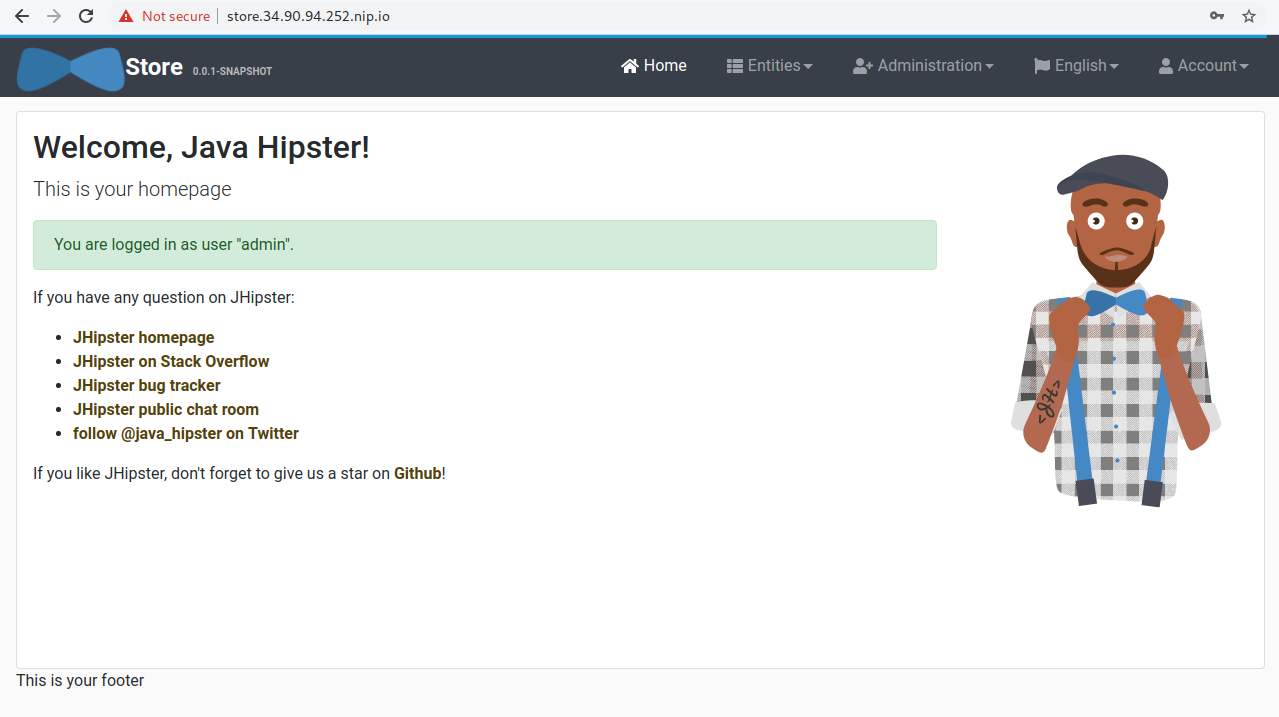 Not secure store.34.90.94.252.nip.io
Store 0.0.1-SNAPSHOT Home Entities Administration English Account
Welcome, Java Hipster!
This is your homepage
You are logged in as user "admin".
If you have any question on JHipster:
JHipster homepage
JHipster on Stack Overflow
JHipster bug tracker
JHipster public chat room
follow @java_hipster on Twitter
If you like JHipster, don't forget to give us a star on Github!
<JH>
This is your footer